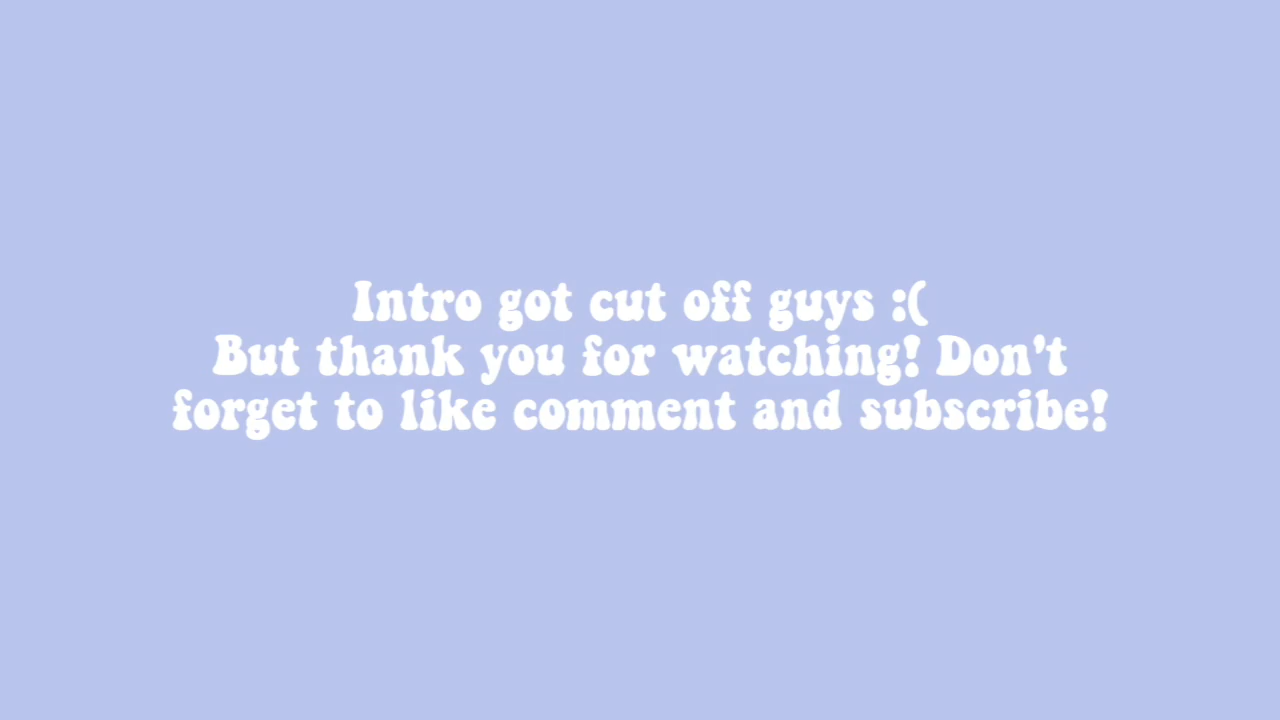 Intro got cut off guys :(
But thank you for watching! Don't
forget to like comment and subscribe!